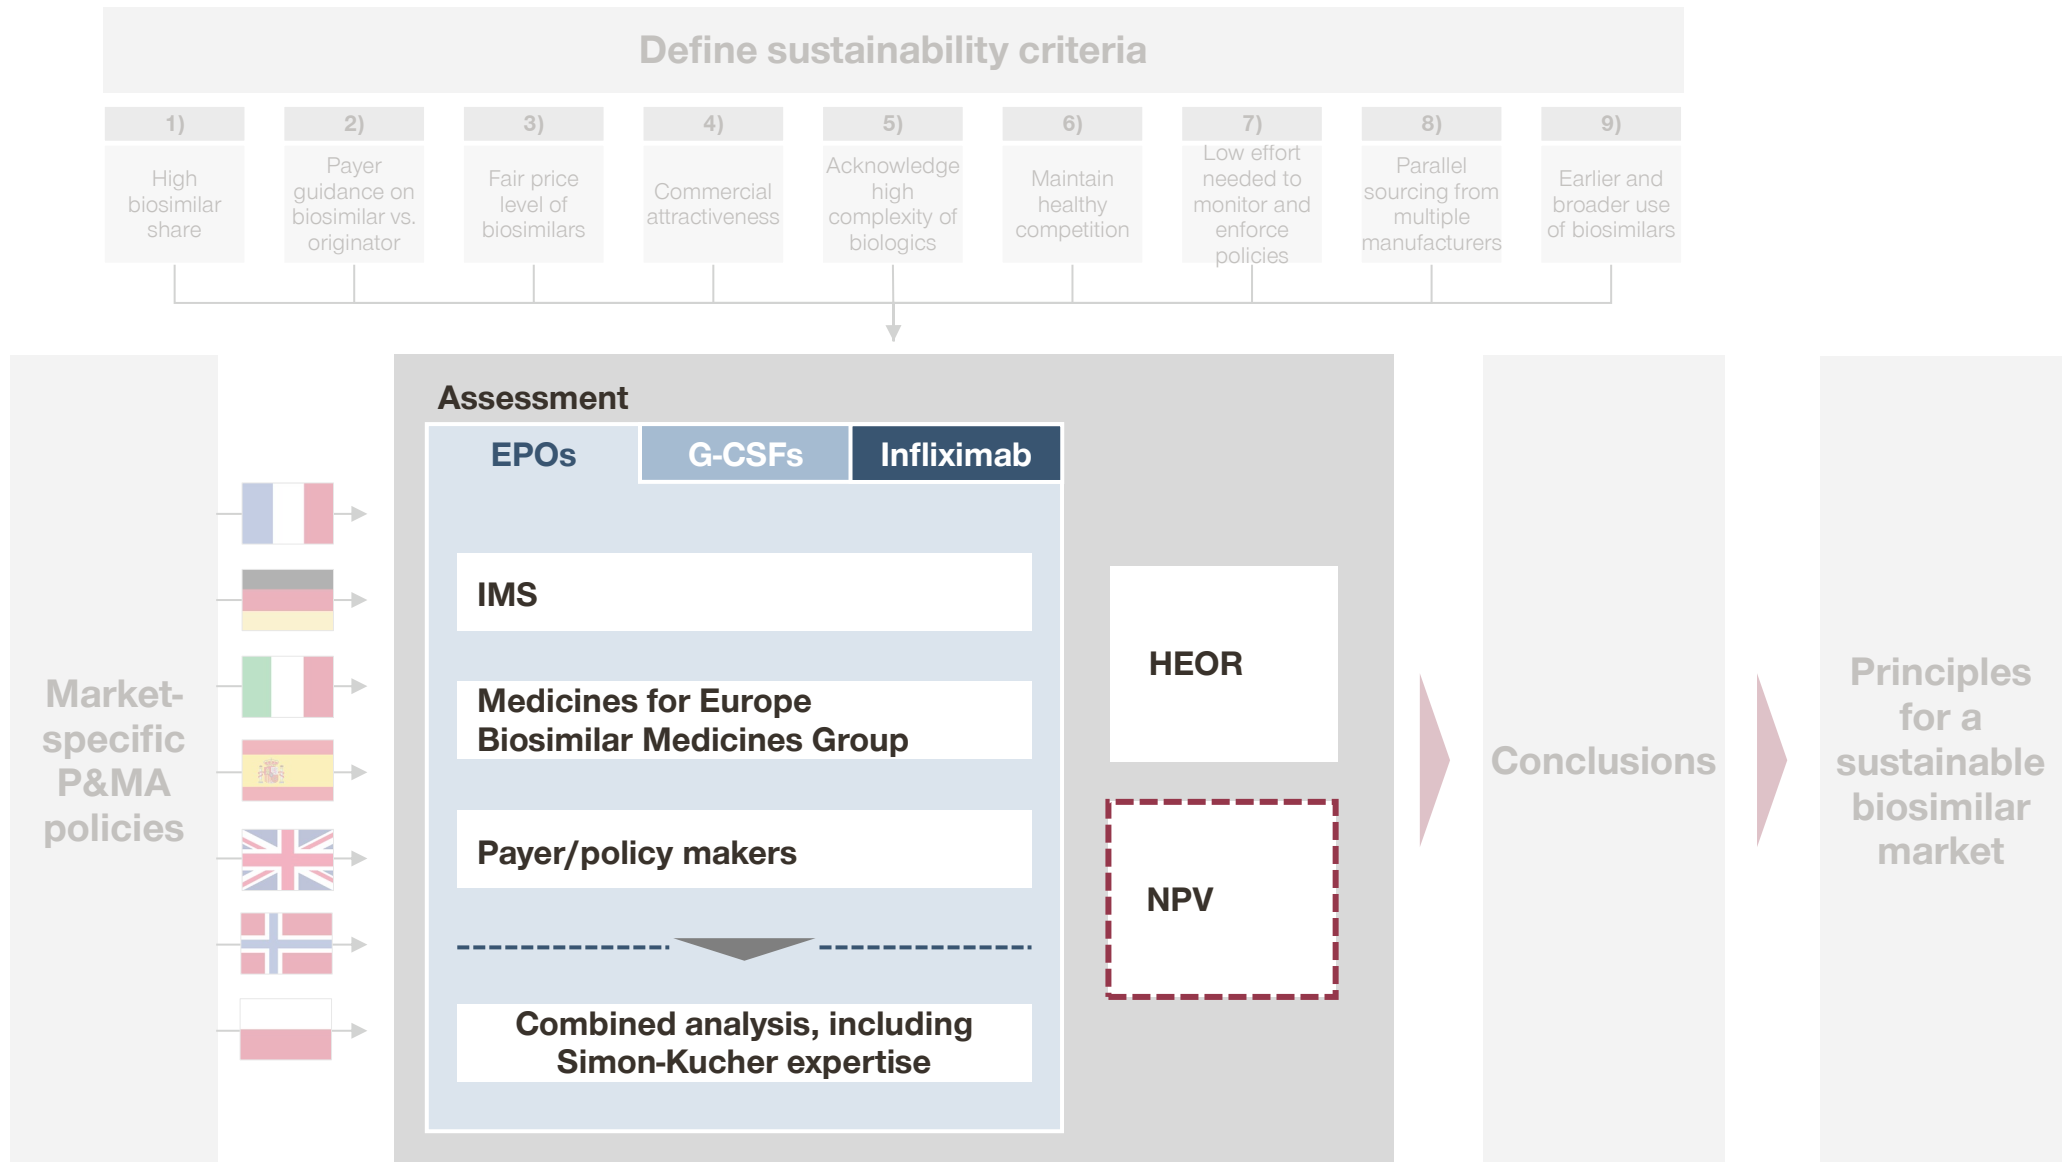 Define sustainability criteria
1)
High
biosimilar
share
2)
Payer
guidance on
biosimilar vs.
originator
3)
Fair price
level of
biosimilars
4)
Commercial
attractiveness
5)
Acknowledge
high
complexity of
biologics
6)
Maintain
healthy
competition
7)
Low effort
needed to
monitor and
enforce
policies
8)
Parallel
sourcing from
multiple
manufacturers
9)
Earlier and
broader use
of biosimilars
Market-
specific
P&MA
policies
Assessment
EPOs
G-CSFs
Infliximab
IMS
Medicines for Europe
Biosimilar Medicines Group
Payer/policy makers
Combined analysis, including
Simon-Kucher expertise
HEOR
NPV
Conclusions
Principles
for a
sustainable
biosimilar
market